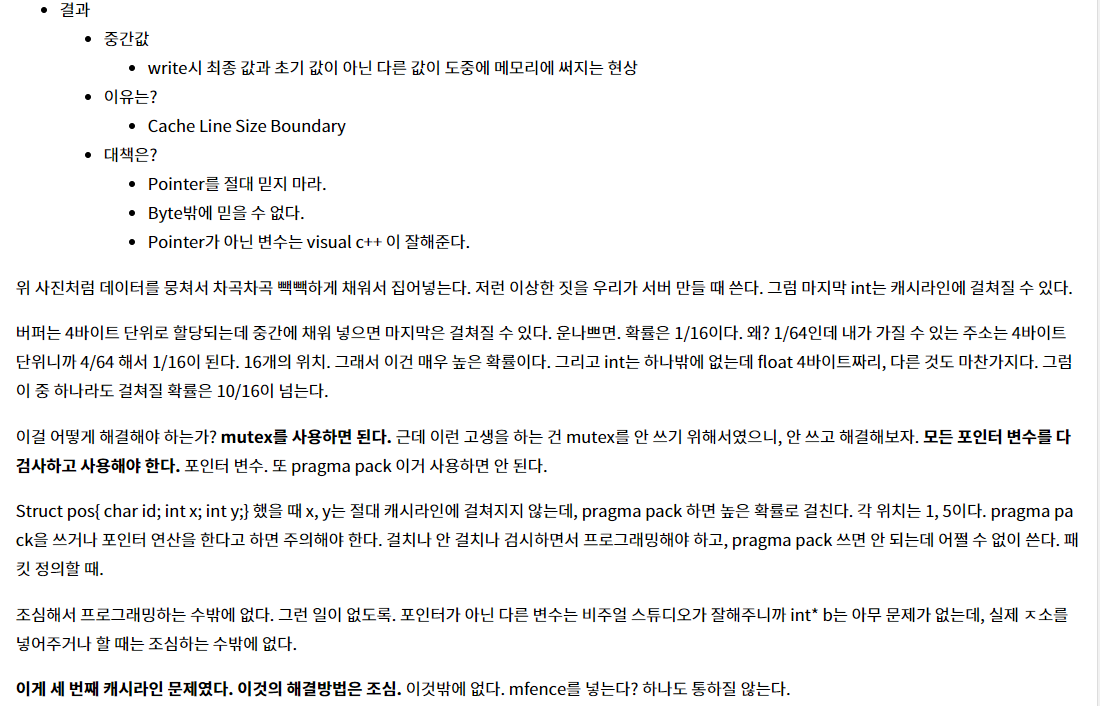 결과
중간값
write시 최종 값과 초기 값이 아닌 다른 값이 도중에 메모리에 써지는 현상
이유는?
Cache Line Size Boundary
대책은?
Pointer를 절대 믿지 마라.
Byte밖에 믿을 수 없다.
Pointer가 아닌 변수는 visual c++ 이 잘해준다.
위 사진처럼 데이터를 뭉쳐서 차곡차곡 빽빽하게 채워서 집어넣는다. 저런 이상한 짓을 우리가 서버 만들 때 쓴다. 그럼 마지막 int는 캐시라인에 걸쳐질 수 있다.
버퍼는 4바이트 단위로 할당되는데 중간에 채워 넣으면 마지막은 걸쳐질 수 있다. 운나쁘면. 확률은 1/16이다. 왜? 1/64인데 내가 가질 수 있는 주소는 4바이트
단위니까 4/64 해서 1/16이 된다. 16개의 위치. 그래서 이건 매우 높은 확률이다. 그리고 int는 하나밖에 없는데 float 4바이트짜리, 다른 것도 마찬가지다. 그럼
이 중 하나라도 걸쳐질 확률은 10/16이 넘는다.
이걸 어떻게 해결해야 하는가? mutex를 사용하면 된다. 근데 이런 고생을 하는 건 mutex를 안 쓰기 위해서였으니, 안 쓰고 해결해보자. 모든 포인터 변수를 다
검사하고 사용해야 한다. 포인터 변수. 또 pragma pack 이거 사용하면 안 된다.
Struct pos{ char id; int x; int y;} 했을 때 x, y는 절대 캐시라인에 걸쳐지지 않는데, pragma pack 하면 높은 확률로 걸친다. 각 위치는 1, 5이다. pragma pa
ck을 쓰거나 포인터 연산을 한다고 하면 주의해야 한다. 걸치나 안 걸치나 검시하면서 프로그래밍해야 하고, pragma pack 쓰면 안 되는데 어쩔 수 없이 쓴다. 패
킷 정의할 때.
조심해서 프로그래밍하는 수밖에 없다. 그런 일이 없도록. 포인터가 아닌 다른 변수는 비주얼 스튜디오가 잘해주니까 int* b는 아무 문제가 없는데, 실제 ㅈ소를
넣어주거나 할 때는 조심하는 수밖에 없다.
이게 세 번째 캐시라인 문제였다. 이것의 해결방법은 조심. 이것밖에 없다. mfence를 넣는다? 하나도 통하질 않는다.